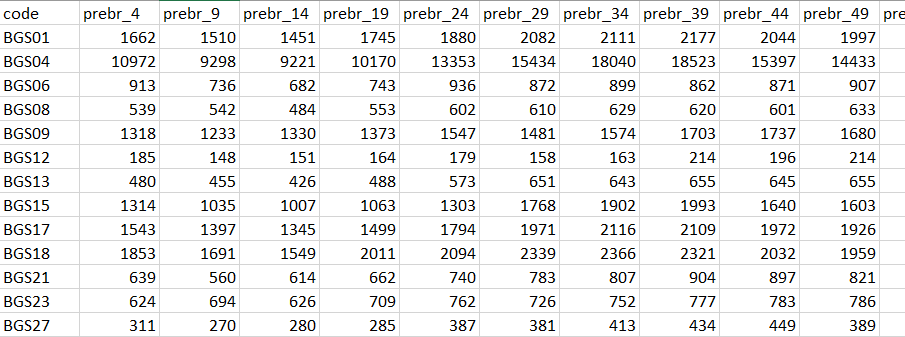 code prebr_4 prebr_9 prebr_14 prebr_19 prebr_24 prebr_29 prebr_34 prebr_39 prebr_44 prebr_49 pre
BGS01 1662 1510 1451 1745 1880 2082 2111 2177 2044 1997
BGS04 10972 9298 9221 10170 13353 15434 18040 18523 15397 14433
BGS06 913 736 682 743 936 872 899 862 871 907
BGS08 539 542 484 553 602 610 629 620 601 633
BGS09 1318 1233 1330 1373 1547 1481 1574 1703 1737 1680
BGS12 185 148 151 164 179 158 163 214 196 214
BGS13 480 455 426 488 573 651 643 655 645 655
BGS15 1314 1035 1007 1063 1303 1768 1902 1993 1640 1603
BGS17 1543 1397 1345 1499 1794 1971 2116 2109 1972 1926
BGS18 1853 1691 1549 2011 2094 2339 2366 2321 2032 1959
BGS21 639 560 614 662 740 783 807 904 897 821
BGS23 624 694 626 709 762 726 752 777 783 786
BGS27 311 270 280 285 387 381 413 434 449 389